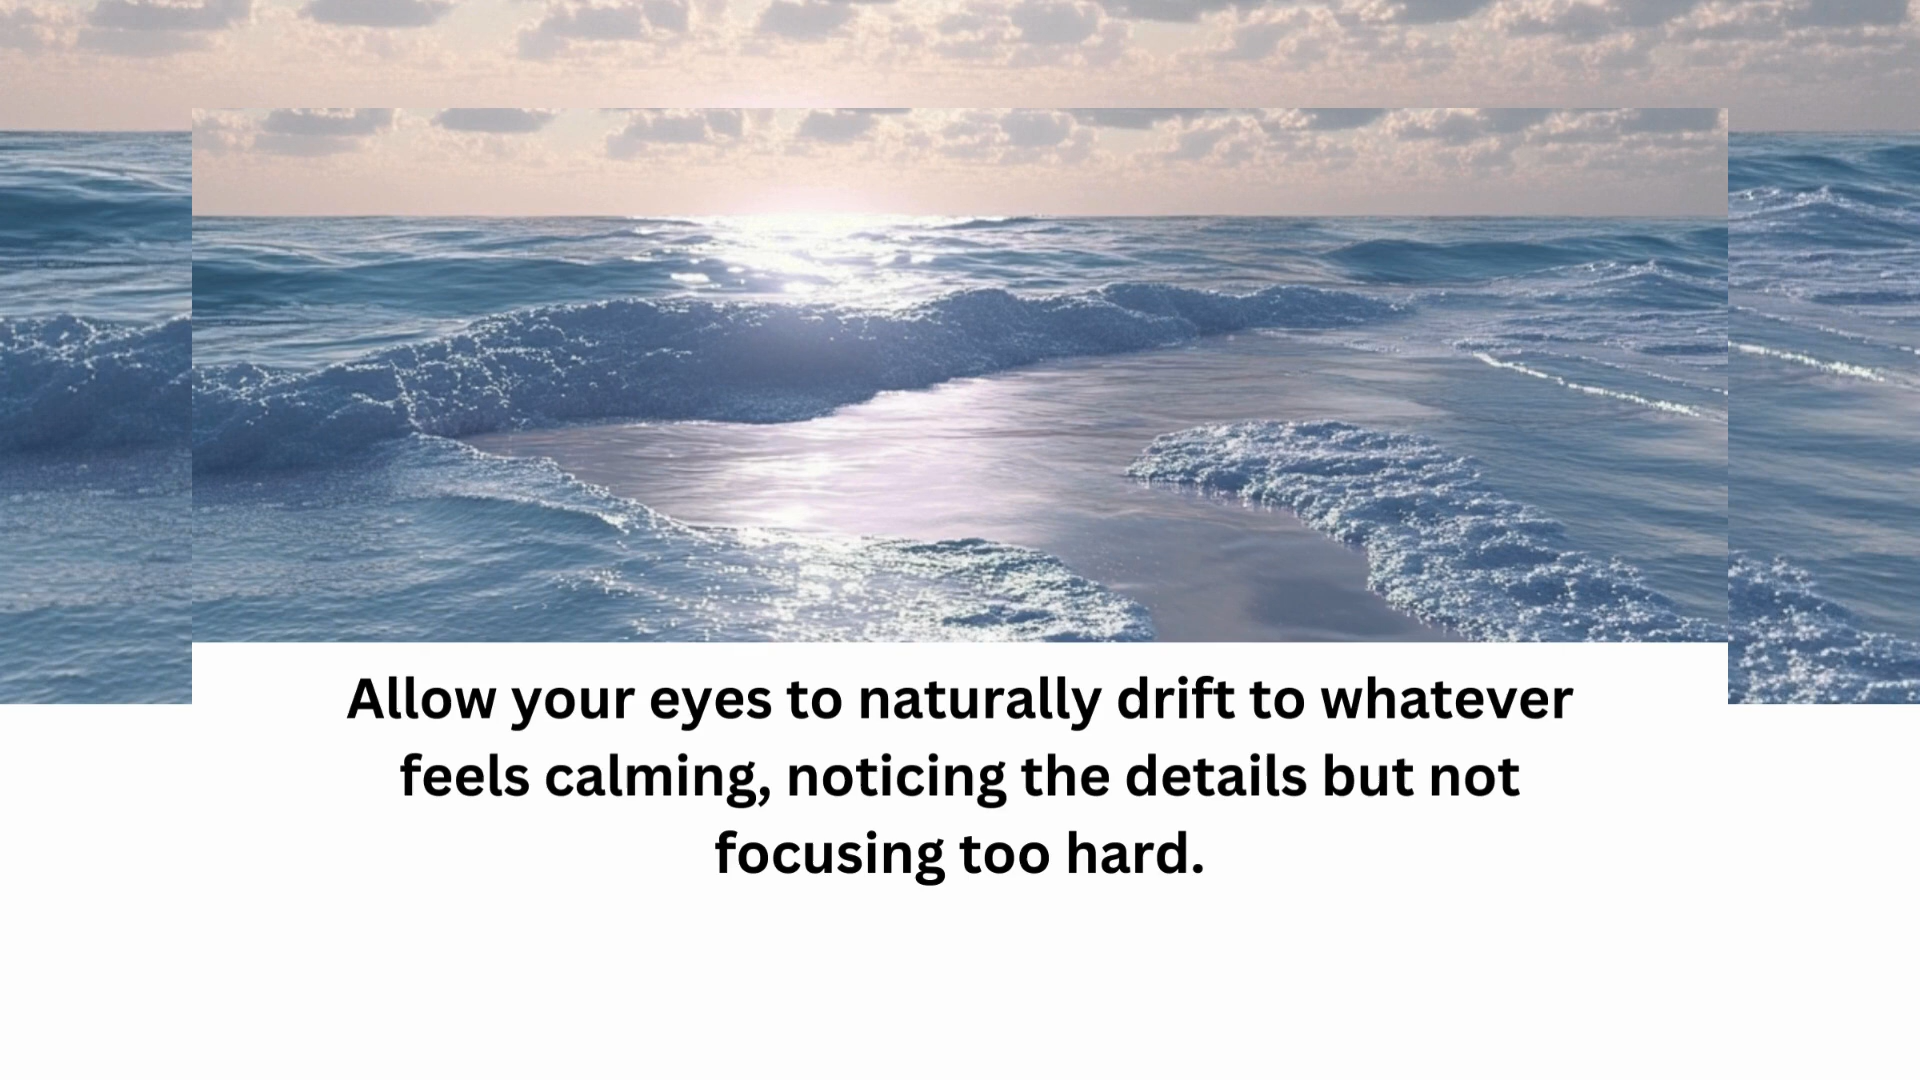 Allow your eyes to naturally drift to whatever
feels calming, noticing the details but not
focusing too hard.